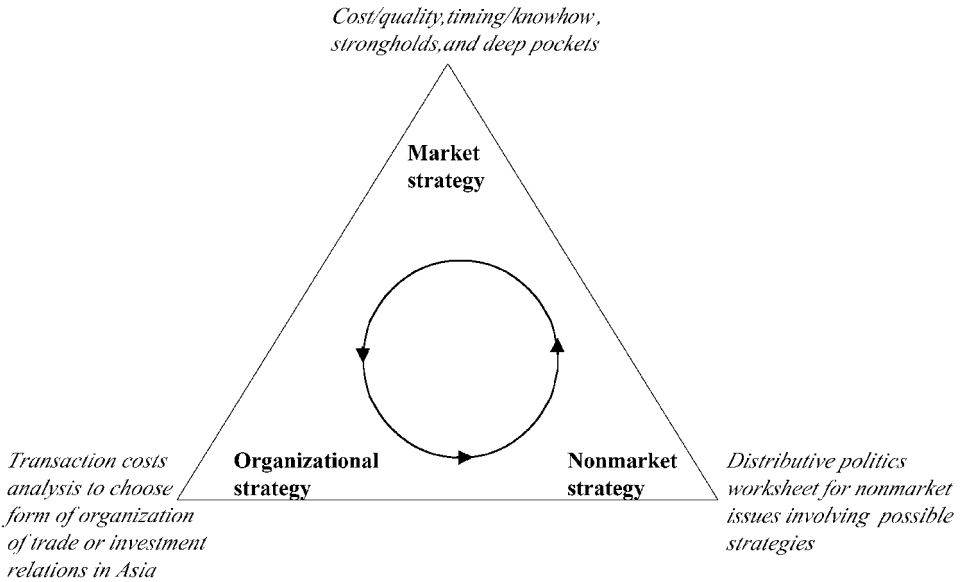 Cost/quality,timing/knowhow,
strongholds,and deep pockets
Market
strategy
Organizational
strategy
Nonmarket
strategy
Transaction costs
analysis to choose
form of organization
of trade or investment
relations in Asia
Distributive politics
worksheet for nonmarket
issues involving possible
strategies